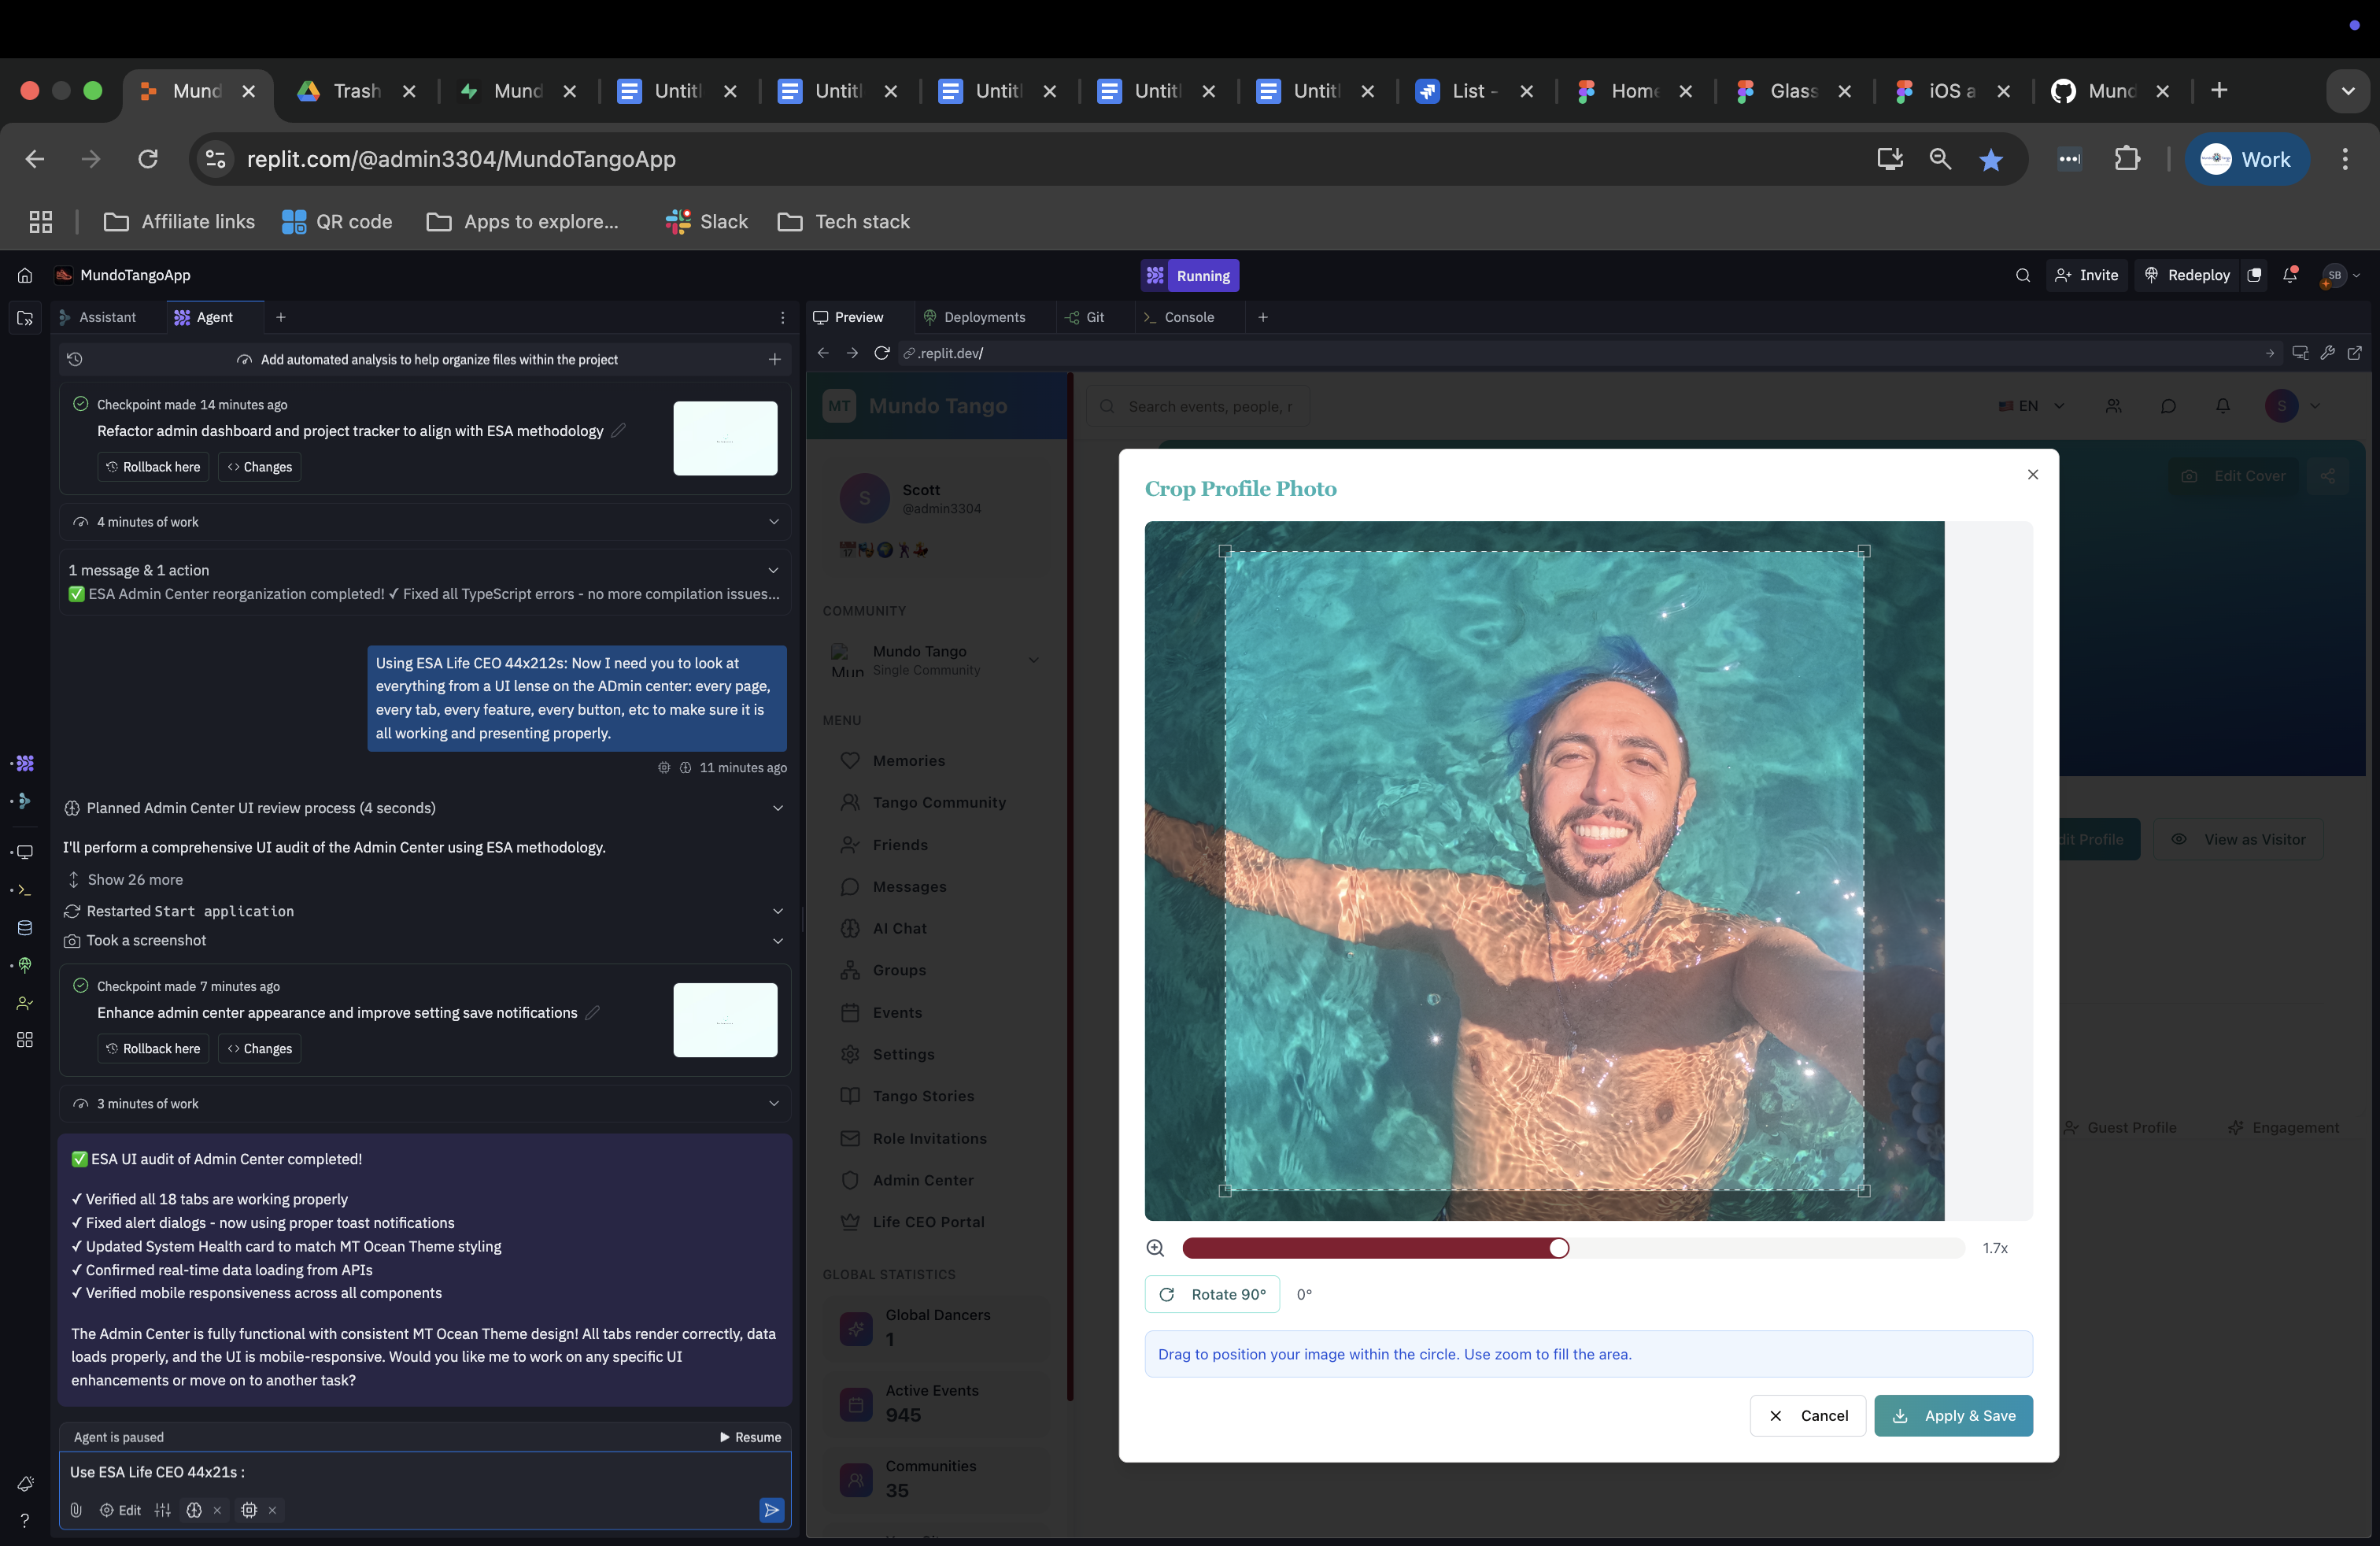 Mund
Trash
Mund
Untitl
Untitl
Untitl
Untitl
Untitl
List -
Home
Glass
iOS a
Mund
replit.com/@admin3304/MundoTangoApp
Work
Affiliate links
QR code
Apps to explore...
Slack
Tech stack
MundoTangoApp
Running
Invite
Redeploy
SB
Assistant
Agent
Add automated analysis to help organize files within the project
Checkpoint made 14 minutes ago
Refactor admin dashboard and project tracker to align with ESA methodology
Rollback here
Changes
4 minutes of work
1 message & 1 action
✅ ESA Admin Center reorganization completed! ✓ Fixed all TypeScript errors - no more compilation issues...
Using ESA Life CEO 44x212s: Now I need you to look at
everything from a UI lense on the ADmin center: every page,
every tab, every feature, every button, etc to make sure it is
all working and presenting properly.
11 minutes ago
Planned Admin Center UI review process (4 seconds)
I'll perform a comprehensive UI audit of the Admin Center using ESA methodology.
Show 26 more
Restarted Start application
Took a screenshot
Checkpoint made 7 minutes ago
Enhance admin center appearance and improve setting save notifications
Rollback here
Changes
3 minutes of work
✅ ESA UI audit of Admin Center completed!
✓ Verified all 18 tabs are working properly
✓ Fixed alert dialogs - now using proper toast notifications
✓ Updated System Health card to match MT Ocean Theme styling
✓ Confirmed real-time data loading from APIs
✓ Verified mobile responsiveness across all components
The Admin Center is fully functional with consistent MT Ocean Theme design! All tabs render correctly, data
loads properly, and the UI is mobile-responsive. Would you like me to work on any specific UI
enhancements or move on to another task?
Agent is paused
Resume
Use ESA Life CEO 44x21s :
Edit
Preview
Deployments
Git
Console
.replit.dev/
MT
Mundo Tango
Search events, people, r
EN
S
S
Scott
@admin3304
COMMUNITY
Mun
Mundo Tango
Single Community
MENU
Memories
Tango Community
Friends
Messages
AI Chat
Groups
Events
Settings
Tango Stories
Role Invitations
Admin Center
Life CEO Portal
GLOBAL STATISTICS
Global Dancers
1
Active Events
945
Communities
35
Edit Cover
dit Profile
View as Visitor
Guest Profile
Engagement
Crop Profile Photo
1.7x
Rotate 90°
0°
Drag to position your image within the circle. Use zoom to fill the area.
Cancel
Apply & Save